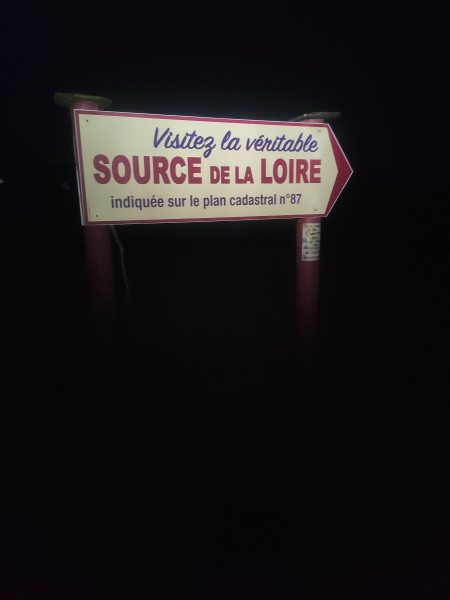 Visitez la véritable
SOURCE DE LA LOIRE
indiquée sur le plan cadastral n°87